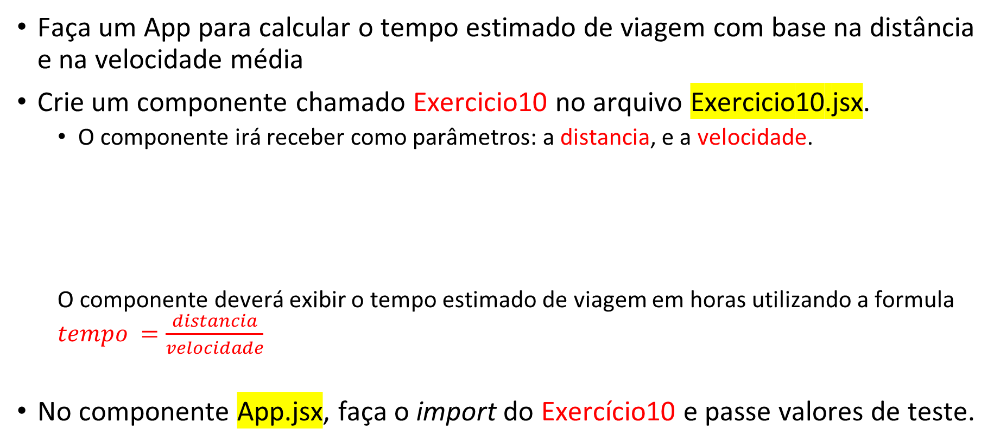 • Faça um App para calcular o tempo estimado de viagem com base na distância
e na velocidade média
• Crie um componente chamado Exercicio10 no arquivo Exercicio10.jsx.
• O componente irá receber como parâmetros: a distancia, e a velocidade.
O componente deverá exibir o tempo estimado de viagem em horas utilizando a formula
tempo = distancia/velocidade
• No componente App.jsx, faça o import do Exercício10 e passe valores de teste.